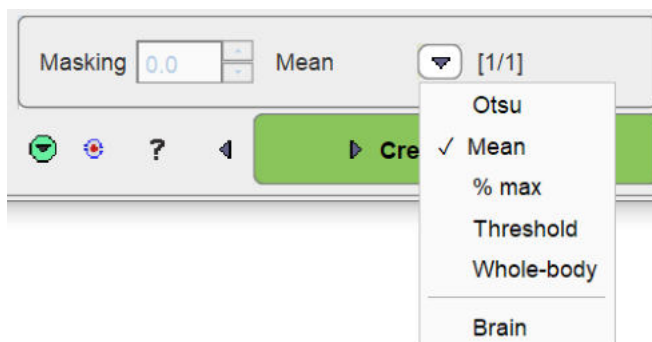 Masking 0.0 Mean [1/1]
Otsu
? Cre ✓ Mean
% max
Threshold
Whole-body
Brain